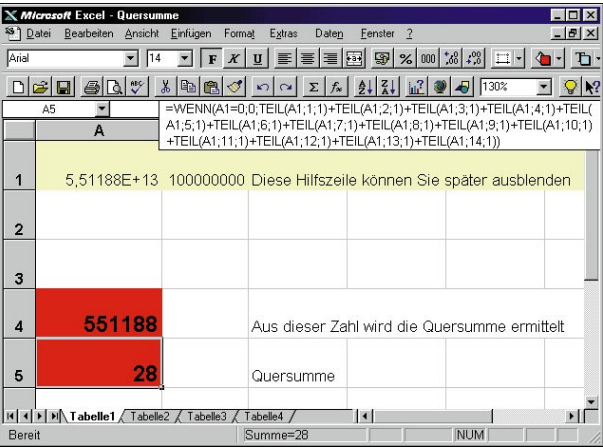 Microsoft Excel - Quersumme
Datei Bearbeiten Ansicht Einfügen Format Extras Daten Fenster ?
Arial 14 F K U % 000
130%
A5 =WENN(A1=0;0;TEIL(A1;1;1)+TEIL(A1;2;1)+TEIL(A1;3;1)+TEIL(A1;4;1)+TEIL(
A1;5;1)+TEIL(A1;6;1)+TEIL(A1;7;1)+TEIL(A1;8;1)+TEIL(A1;9;1)+TEIL(A1;10;1)
+TEIL(A1;11;1)+TEIL(A1;12;1)+TEIL(A1;13;1)+TEIL(A1;14;1))
A
1 5,51188E+13 100000000 Diese Hilfszeile können Sie später ausblenden
2
3
4 551188 Aus dieser Zahl wird die Quersumme ermittelt
5 28 Quersumme
Tabelle1 Tabelle2 Tabelle3 Tabelle4
Bereit Summe=28 NUM